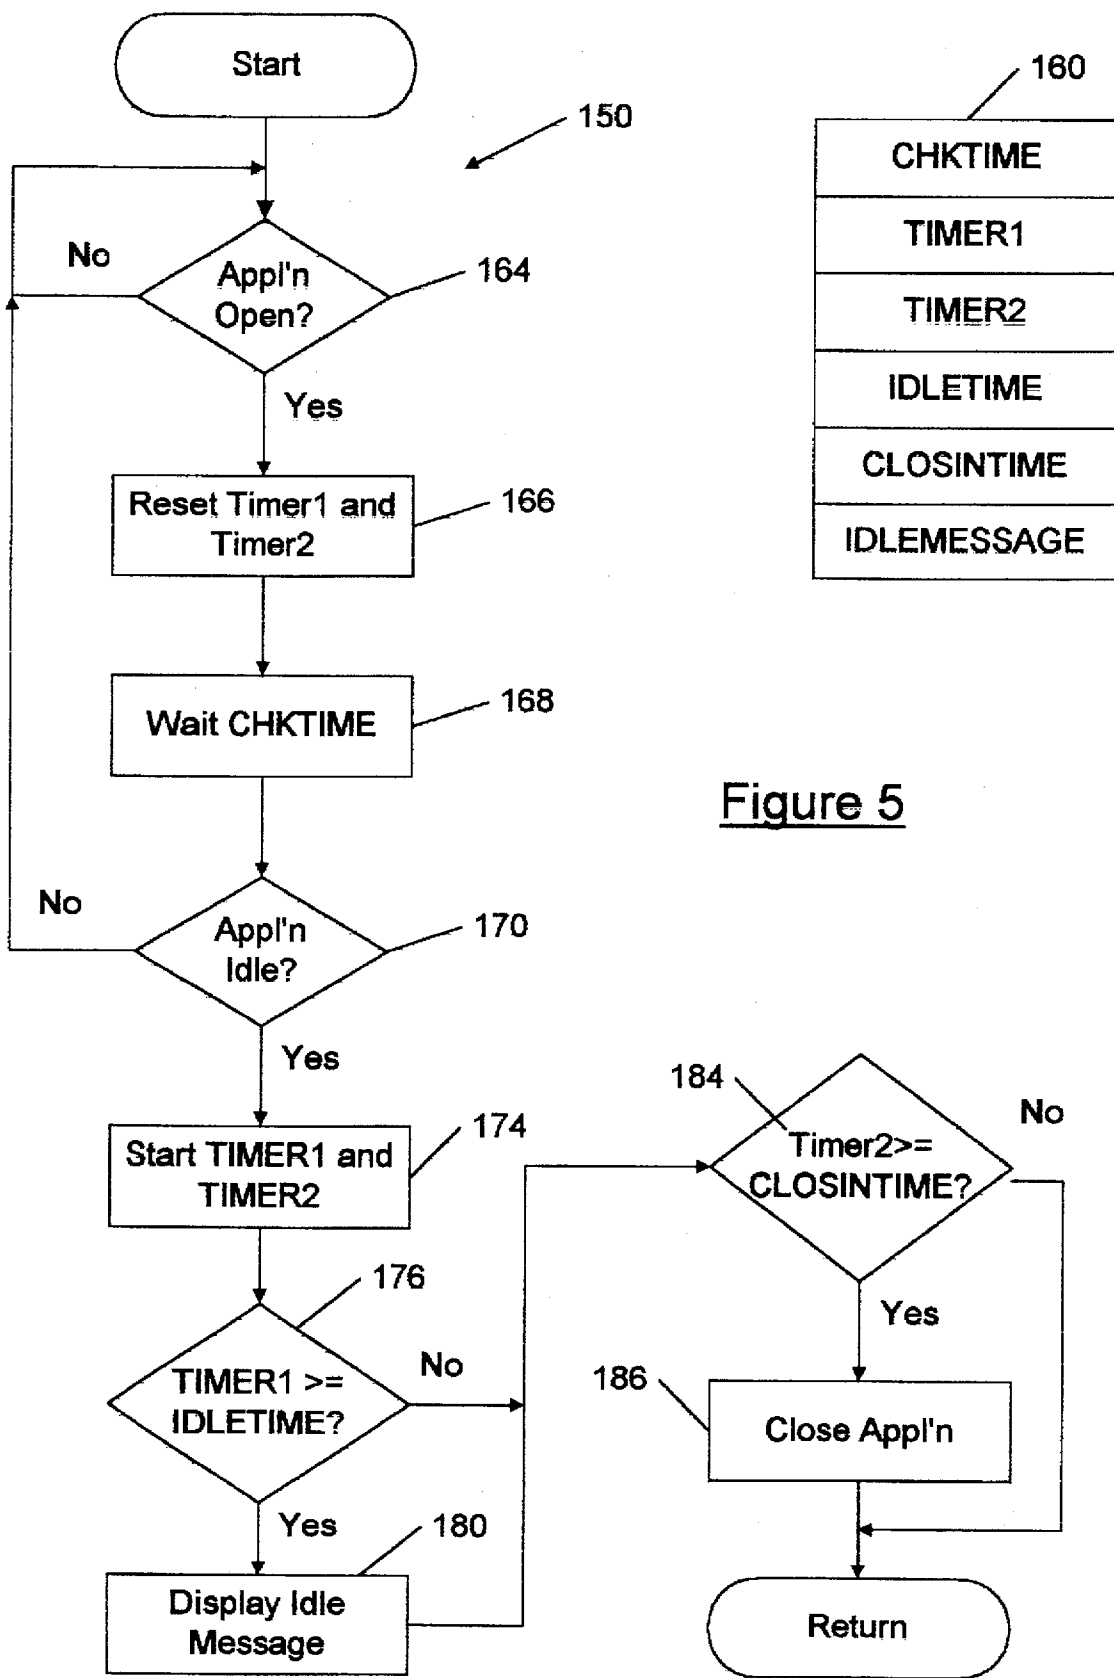 Start
150
160
CHKTIME
TIMER1
TIMER2
IDLETIME
CLOSINTIME
IDLEMESSAGE
No
Appl'n
Open?
164
Yes
Reset Timer1 and
Timer2
166
Wait CHKTIME
168
Figure 5
No
Appl'n
Idle?
170
Yes
Start TIMER1 and
TIMER2
174
176
TIMER1 >=
IDLETIME?
No
Yes
180
Display Idle
Message
184
Timer2>=
CLOSINTIME?
No
Yes
186
Close Appl'n
Return